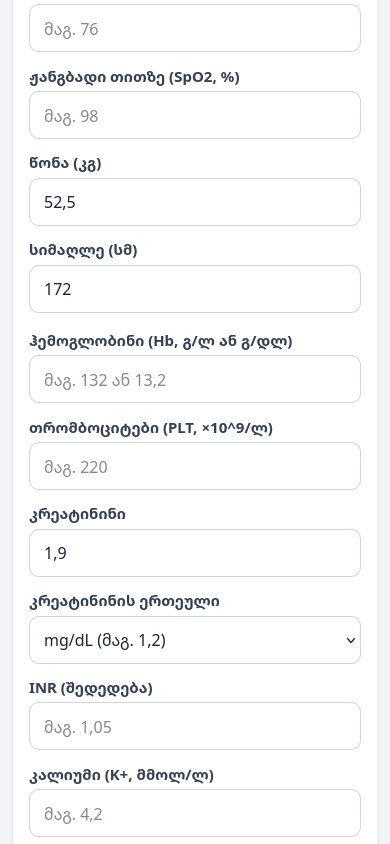 მაგ. 76
ჟანგბადი თითზე (SpO2, %)
მაგ. 98
წონა (კგ)
52,5
სიმაღლე (სმ)
172
ჰემოგლობინი (Hb, გ/ლ ან გ/დლ)
მაგ. 132 ან 13,2
თრომბოციტები (PLT, ×10^9/ლ)
მაგ. 220
კრეატინინი
1,9
კრეატინინის ერთეული
mg/dL (მაგ. 1,2)
INR (შედედება)
მაგ. 1,05
კალიუმი (K+, მმოლ/ლ)
მაგ. 4,2